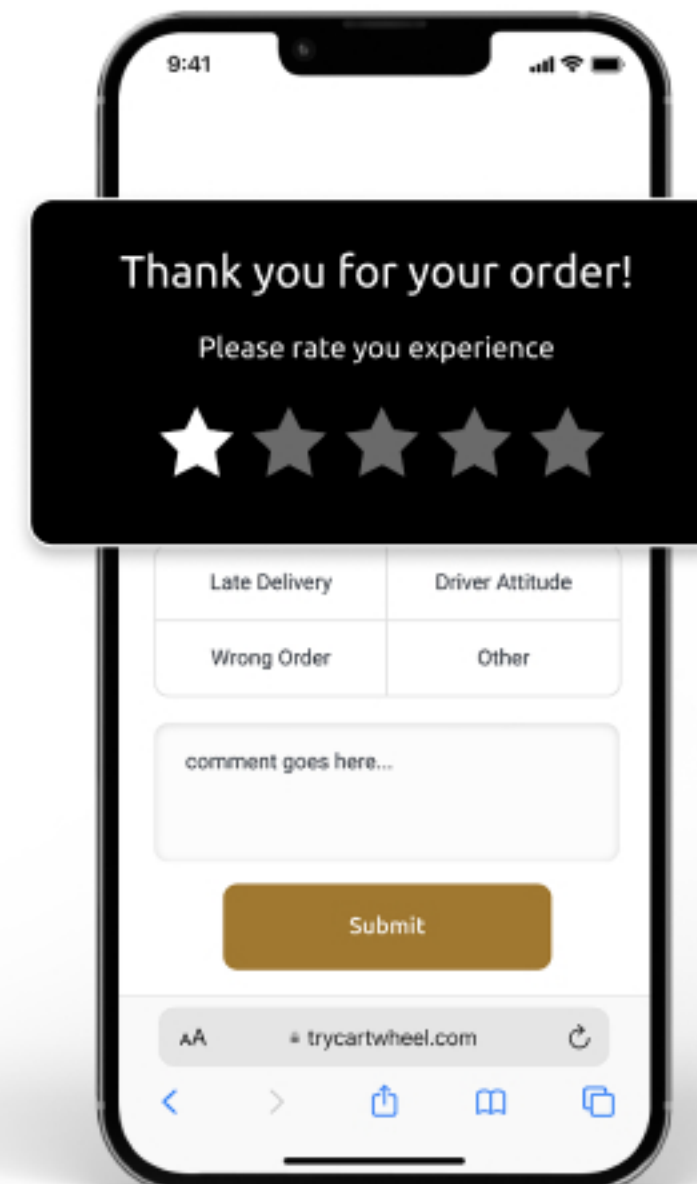 9:41
Thank you for your order!
Please rate you experience
Late Delivery Driver Attitude
Wrong Order Other
comment goes here...
Submit
AA trycartwheel.com